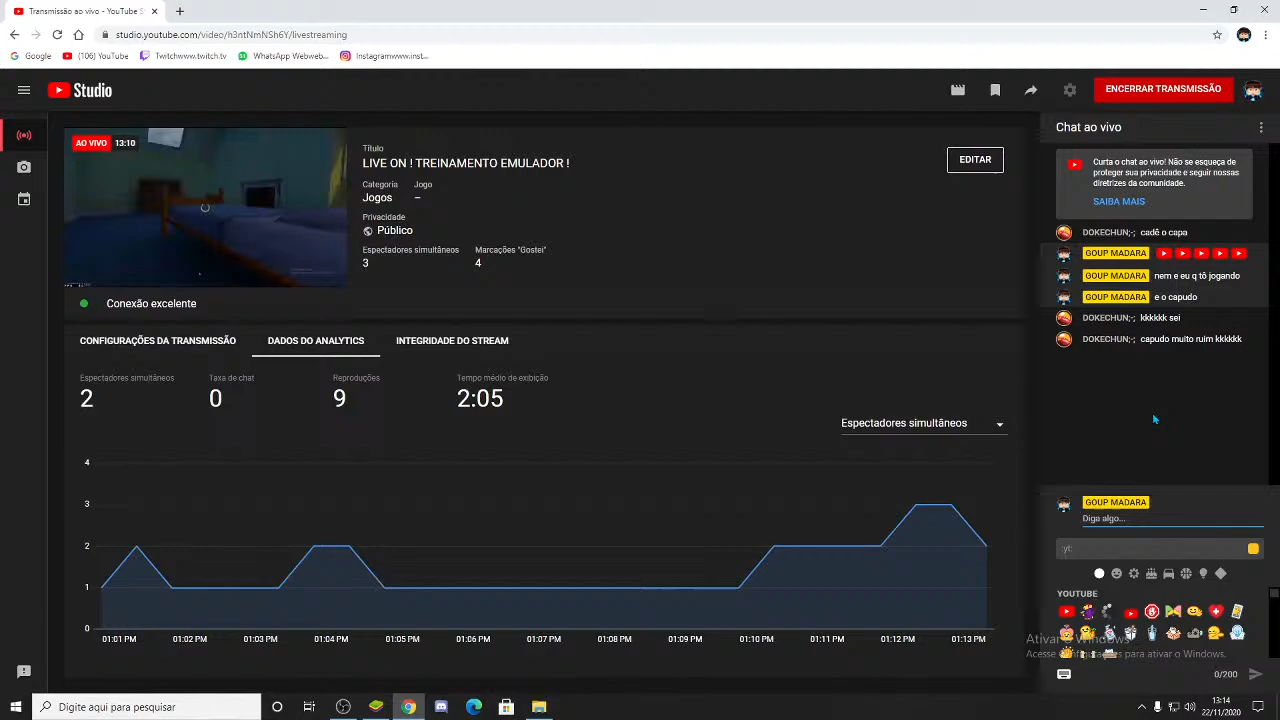 Transmissão ao vivo - YouTube S
studio.youtube.com/video/h3ntNmNSh6Y/livestreaming
Google
(106) YouTube
Twitchwww.twitch.tv
WhatsApp Webweb...
Instagramwww.inst...
Studio
ENCERRAR TRANSMISSÃO
AO VIVO 13:10
Título
LIVE ON ! TREINAMENTO EMULADOR !
EDITAR
Categoria Jogo
Jogos –
Privacidade
Público
Espectadores simultâneos Marcações "Gostei"
3 4
Conexão excelente
CONFIGURAÇÕES DA TRANSMISSÃO DADOS DO ANALYTICS INTEGRIDADE DO STREAM
Espectadores simultâneos Taxa de chat Reproduções Tempo médio de exibição
2 0 9 2:05
Espectadores simultâneos
4
3
2
1
0
01:01 PM 01:02 PM 01:03 PM 01:04 PM 01:05 PM 01:06 PM 01:07 PM 01:08 PM 01:09 PM 01:10 PM 01:11 PM 01:12 PM 01:13 PM
Chat ao vivo
Curta o chat ao vivo! Não se esqueça de
proteger sua privacidade e seguir nossas
diretrizes da comunidade.
SAIBA MAIS
DOKECHUN;-; cadê o capa
GOUP MADARA
GOUP MADARA nem e eu q tô jogando
GOUP MADARA e o capudo
DOKECHUN;-; kkkkkk sei
DOKECHUN;-; capudo muito ruim kkkkkk
GOUP MADARA
Diga algo...
:yt:
YOUTUBE
Ativar o Windows
Acesse Configurações para ativar o Windows.
0/200
Digite aqui para pesquisar
13:14
22/11/2020